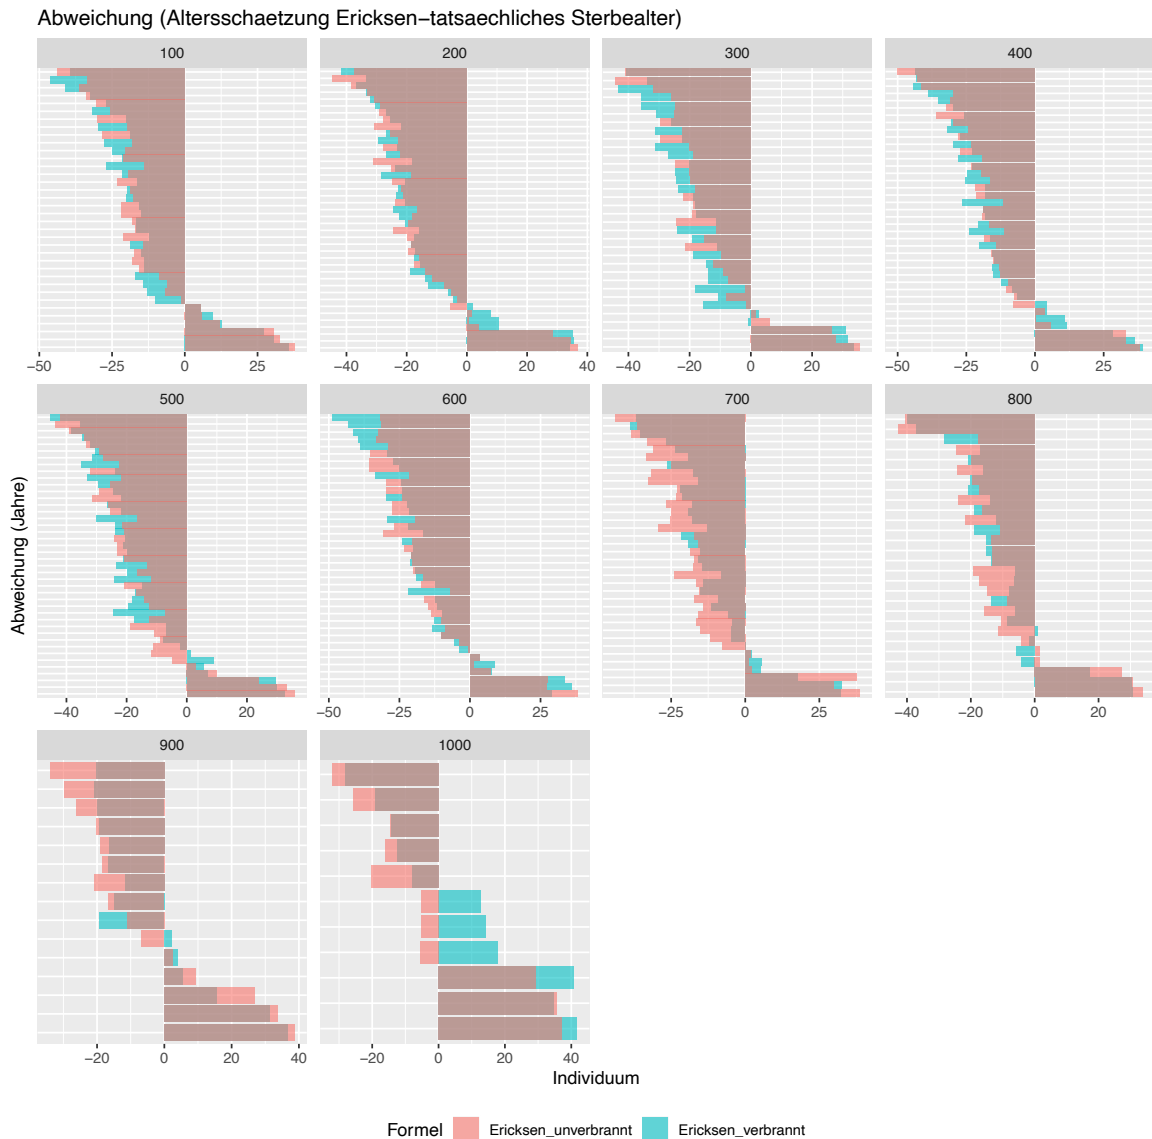 Abweichung (Altersschaetzung Ericksen−tatsaechliches Sterbealter)
100 200 300 400
−50 −25 0 25 −40 −20 0 20 40 −40 −20 0 20 −50 −25 0 25
500 600 700 800
−40 −20 0 20 −50 −25 0 25 −25 0 25 −40 −20 0 20
Abweichung (Jahre)
900 1000
−20 0 20 40 −20 0 20 40
Individuum
Formel Ericksen_unverbrannt Ericksen_verbrannt